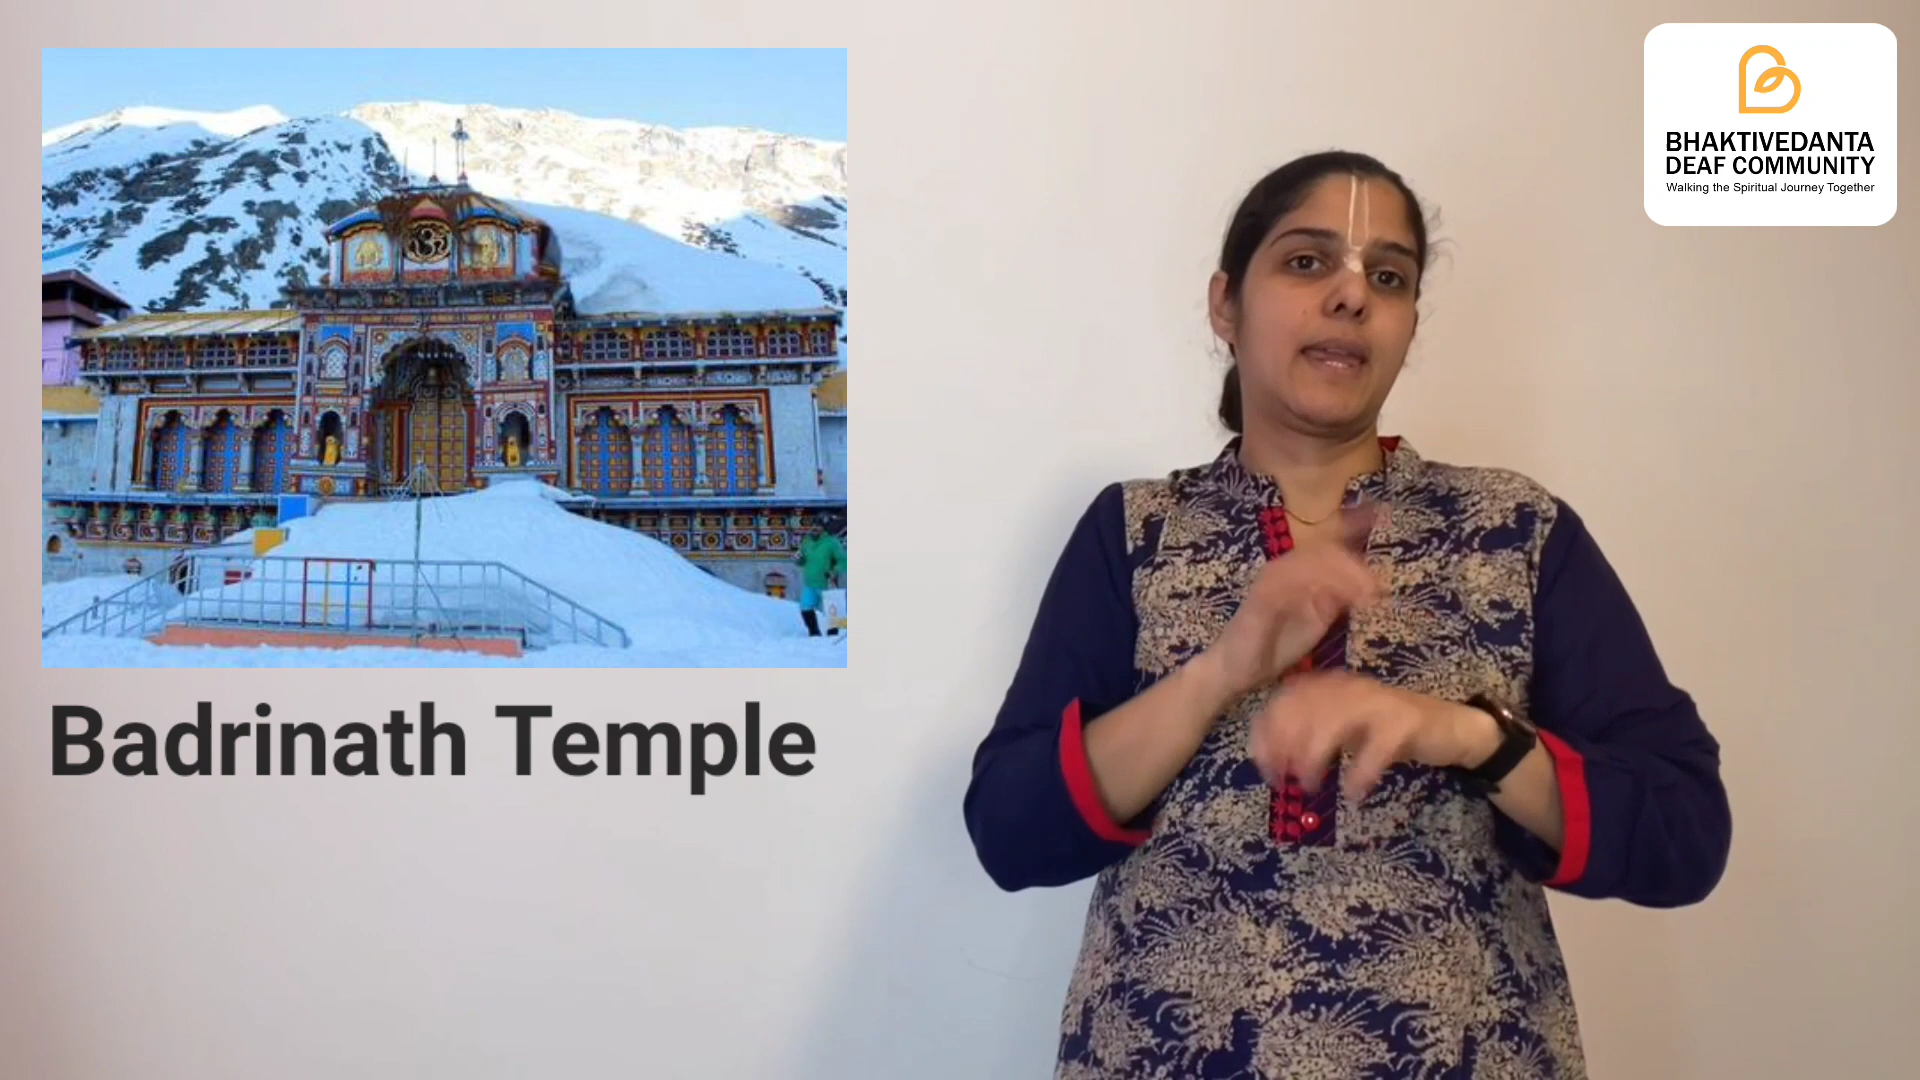 BHAKTIVEDANTA
DEAF COMMUNITY
Walking the Spiritual Journey Together
Badrinath Temple